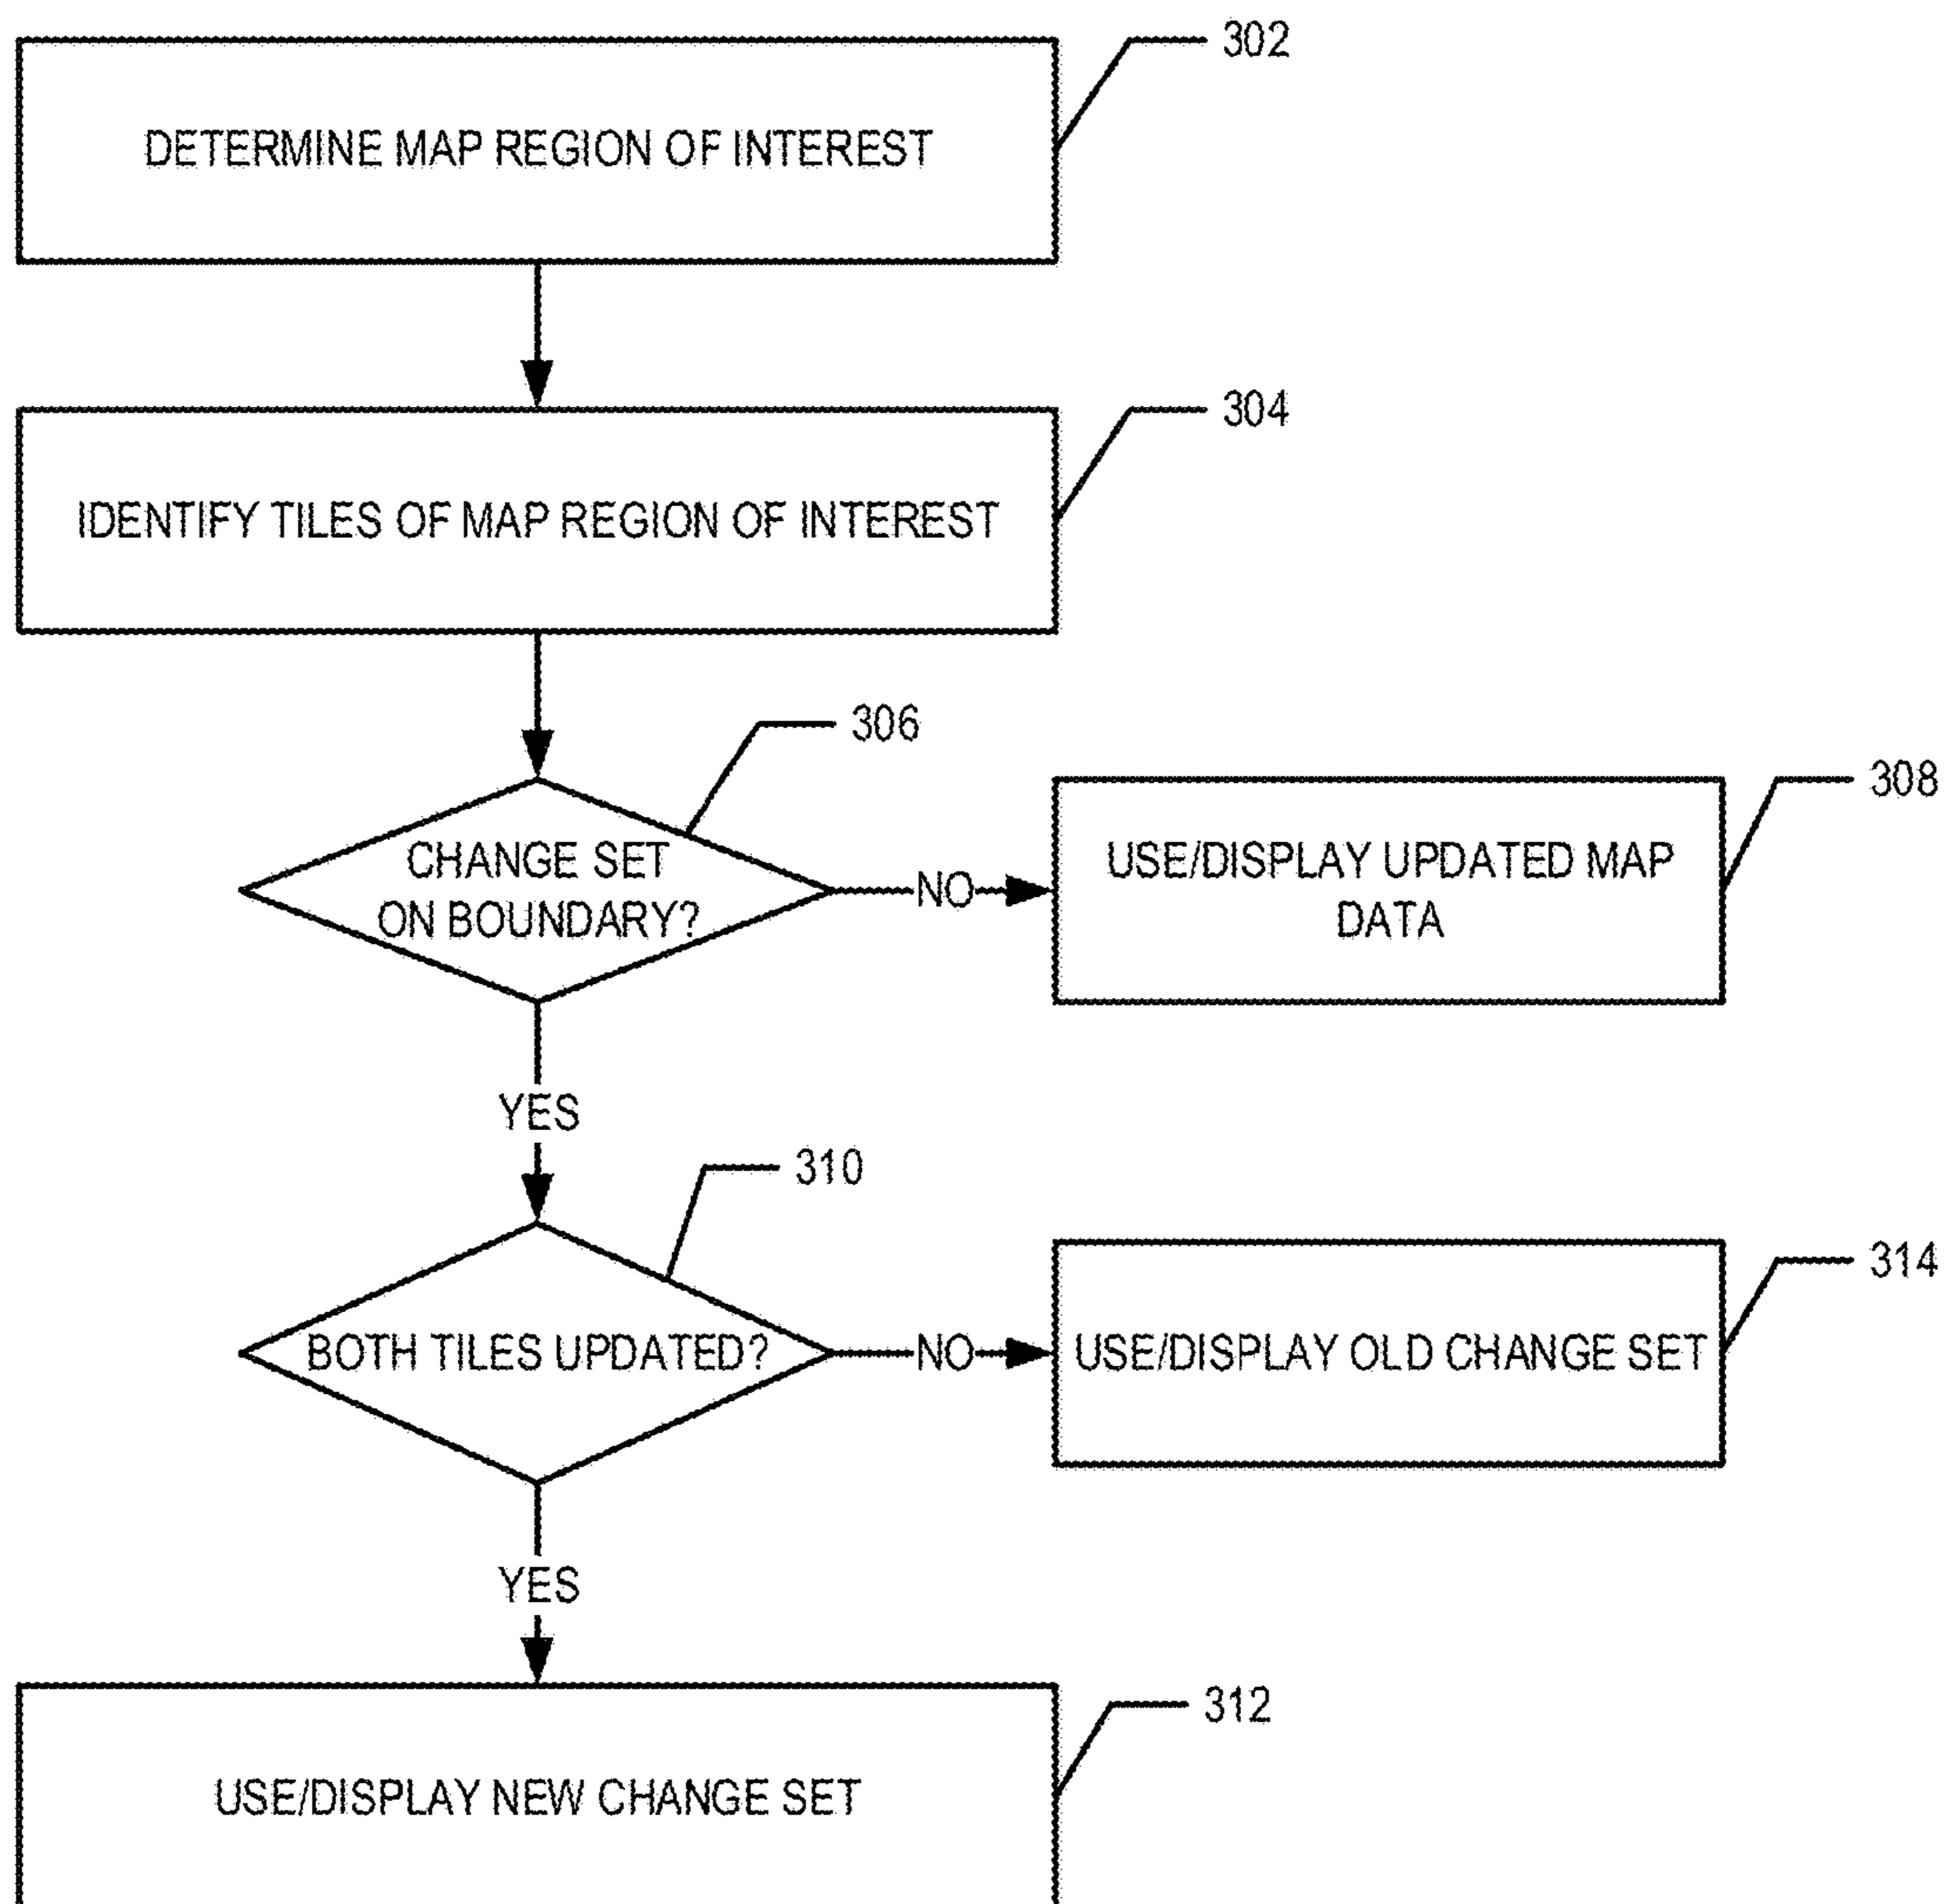 302
DETERMINE MAP REGION OF INTEREST
304
IDENTIFY TILES OF MAP REGION OF INTEREST
306
CHANGE SET
ON BOUNDARY?
NO
308
USE/DISPLAY UPDATED MAP
DATA
YES
310
BOTH TILES UPDATED?
NO
314
USE/DISPLAY OLD CHANGE SET
YES
312
USE/DISPLAY NEW CHANGE SET